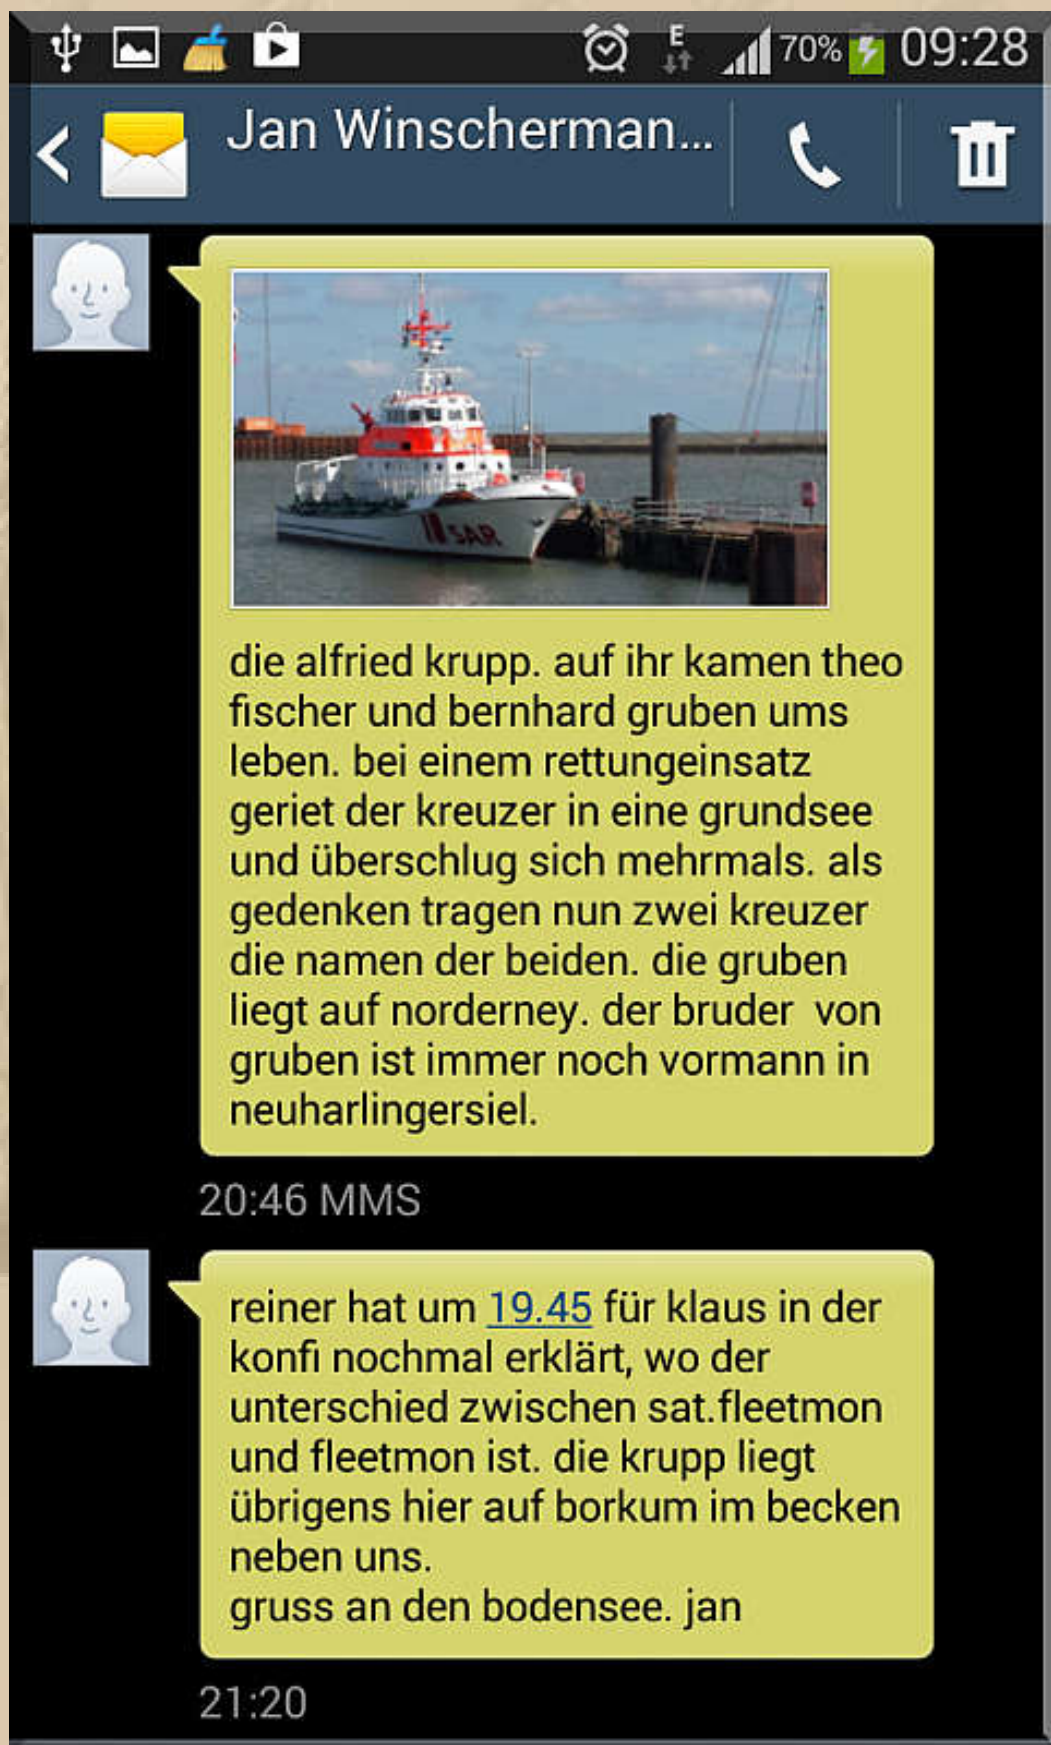 E
70%
09:28
Jan Winscherman...
SAR
die alfried krupp. auf ihr kamen theo
fischer und bernhard gruben ums
leben. bei einem rettungeinsatz
geriet der kreuzer in eine grundsee
und überschlug sich mehrmals. als
gedenken tragen nun zwei kreuzer
die namen der beiden. die gruben
liegt auf norderney. der bruder  von
gruben ist immer noch vormann in
neuharlingersiel.
20:46 MMS
reiner hat um 19.45 für klaus in der
konfi nochmal erklärt, wo der
unterschied zwischen sat.fleetmon
und fleetmon ist. die krupp liegt
übrigens hier auf borkum im becken
neben uns.
gruss an den bodensee. jan
21:20